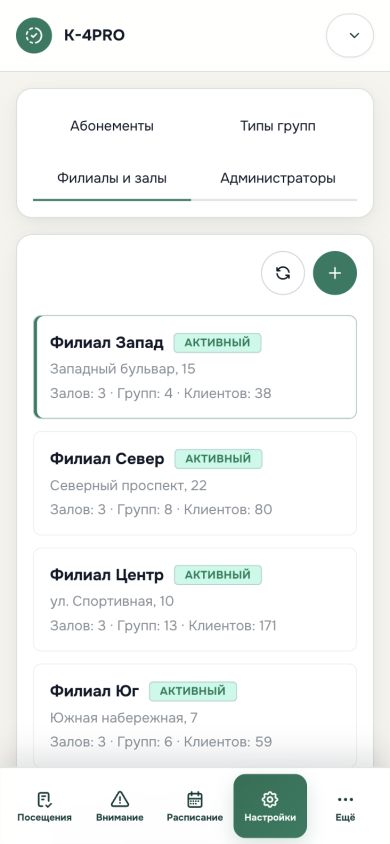 K-4PRO
Абонементы
Типы групп
Филиалы и залы
Администраторы
Филиал Запад АКТИВНЫЙ
Западный бульвар, 15
Залов: 3 · Групп: 4 · Клиентов: 38
Филиал Север АКТИВНЫЙ
Северный проспект, 22
Залов: 3 · Групп: 8 · Клиентов: 80
Филиал Центр АКТИВНЫЙ
ул. Спортивная, 10
Залов: 3 · Групп: 13 · Клиентов: 171
Филиал Юг АКТИВНЫЙ
Южная набережная, 7
Залов: 3 · Групп: 6 · Клиентов: 59
Посещения
Внимание
Расписание
Настройки
Ещё